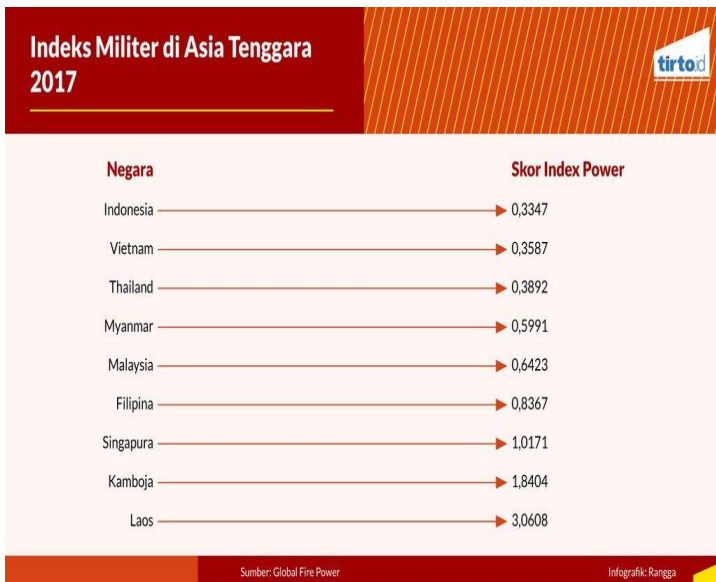 Indeks Militer di Asia Tenggara
2017
tirto.id
Negara Skor Index Power
Indonesia 0,3347
Vietnam 0,3587
Thailand 0,3892
Myanmar 0,5991
Malaysia 0,6423
Filipina 0,8367
Singapura 1,0171
Kamboja 1,8404
Laos 3,0608
Sumber: Global Fire Power Infografik: Rangga